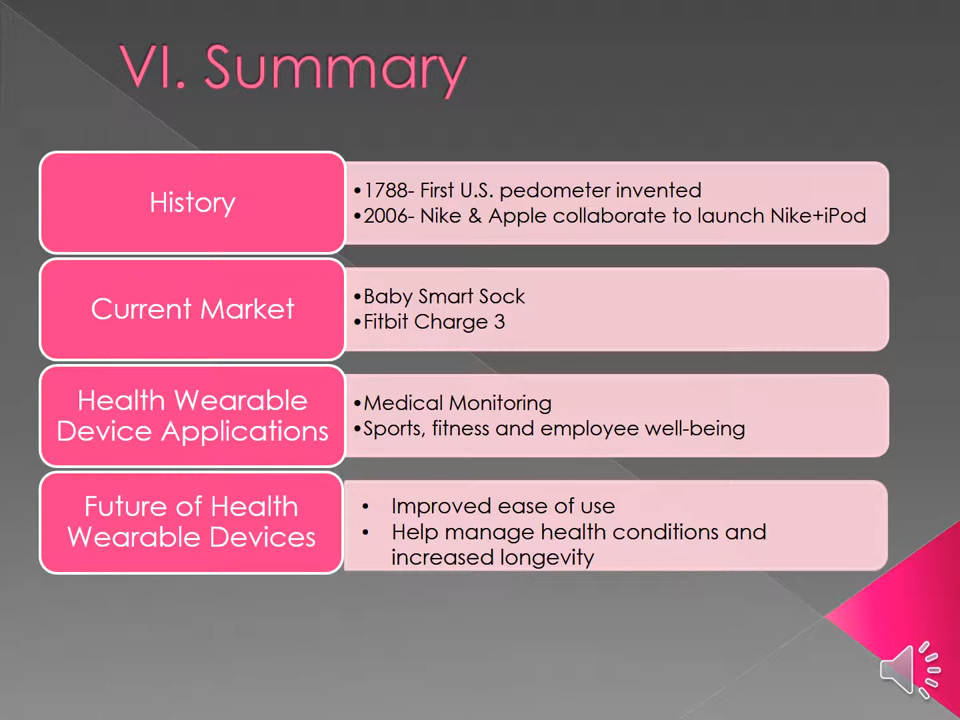 VI. Summary
History
•1788- First U.S. pedometer invented
•2006- Nike & Apple collaborate to launch Nike+iPod
Current Market
•Baby Smart Sock
•Fitbit Charge 3
Health Wearable
Device Applications
•Medical Monitoring
•Sports, fitness and employee well-being
Future of Health
Wearable Devices
• Improved ease of use
• Help manage health conditions and
increased longevity